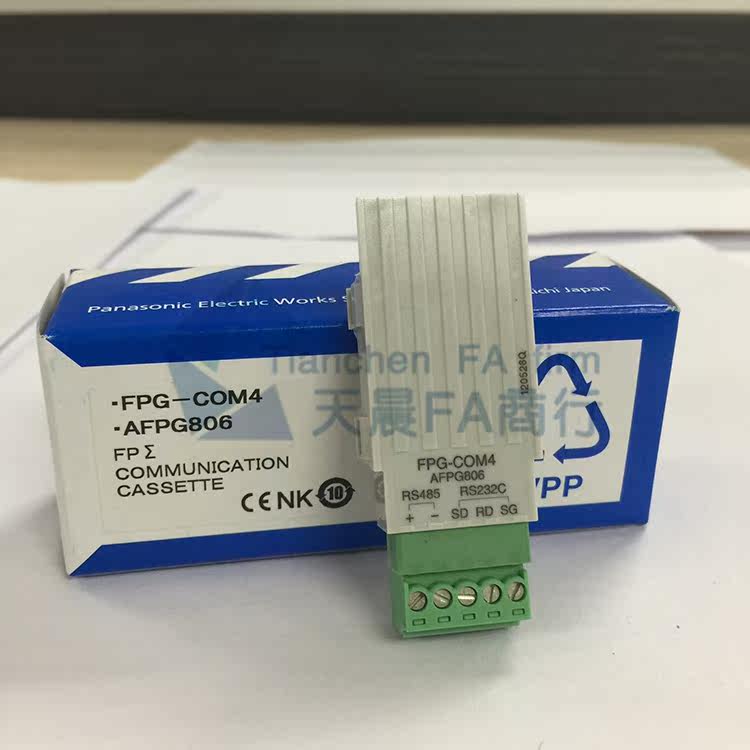 Panasonic Electric Works S
ichi Japan
Tianchen FA firm
天晨FA商行
·FPG-COM4
·AFPG806
FP Σ
COMMUNICATION
CASSETTE
CE NK 10
PP
120528Q
FPG-COM4
AFPG806
RS485 RS232C
+ − SD RD SG